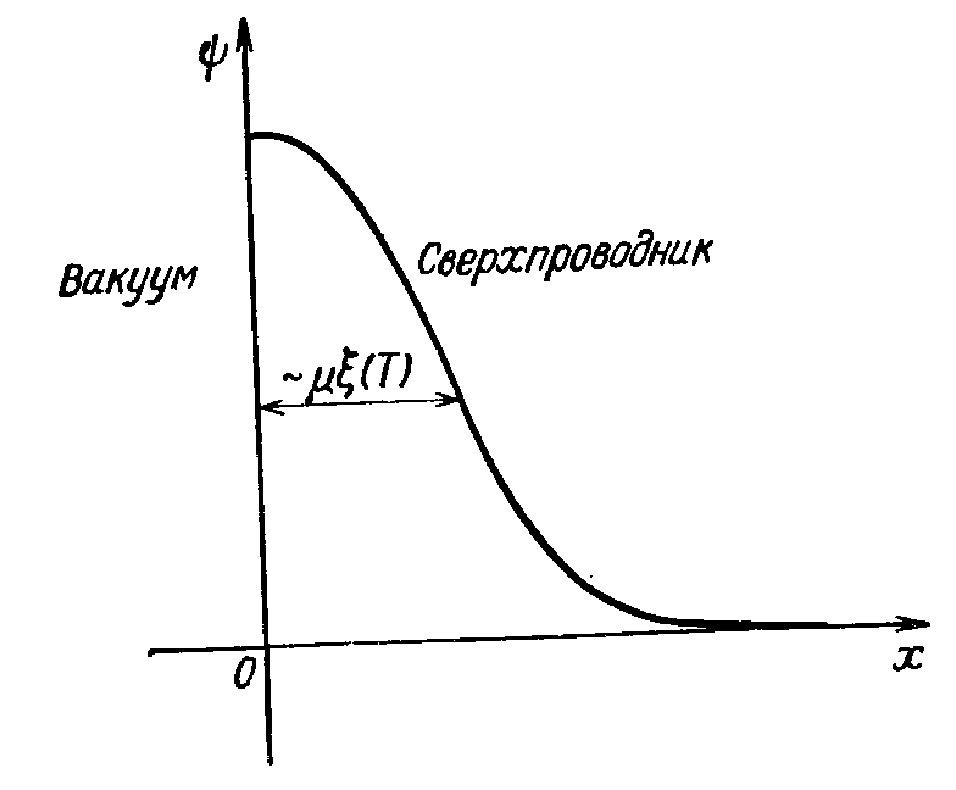 ψ
Вакуум
Сверхпроводник
~μξ(T)
0
x